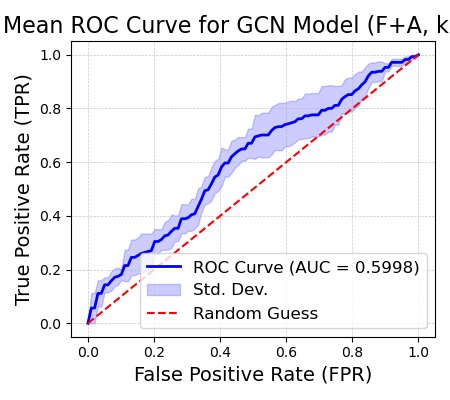 Mean ROC Curve for GCN Model (F+A, k
True Positive Rate (TPR)
1.0
0.8
0.6
0.4
0.2
0.0
ROC Curve (AUC = 0.5998)
Std. Dev.
Random Guess
0.0 0.2 0.4 0.6 0.8 1.0
False Positive Rate (FPR)